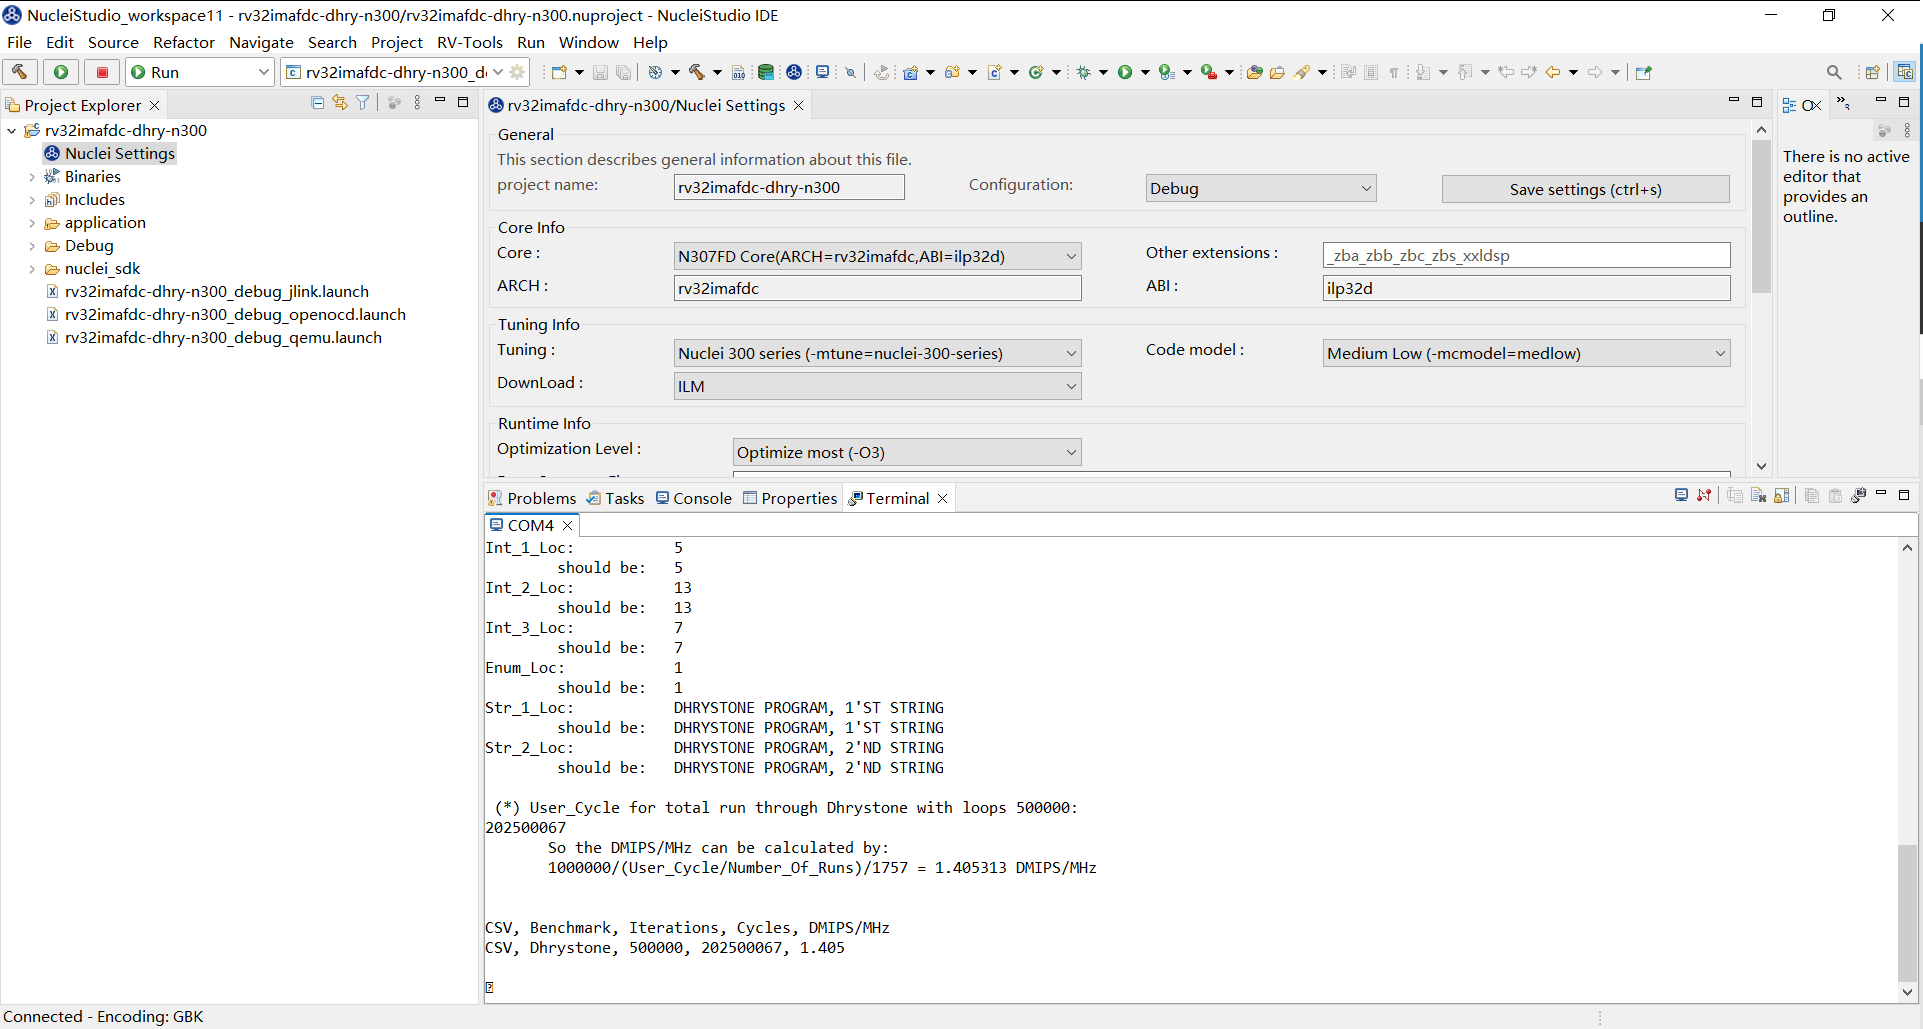 NucleiStudio_workspace11 - rv32imafdc-dhry-n300/rv32imafdc-dhry-n300.nuproject - NucleiStudio IDE
File Edit Source Refactor Navigate Search Project RV-Tools Run Window Help
Run
rv32imafdc-dhry-n300_d
Project Explorer
rv32imafdc-dhry-n300
Nuclei Settings
Binaries
Includes
application
Debug
nuclei_sdk
rv32imafdc-dhry-n300_debug_jlink.launch
rv32imafdc-dhry-n300_debug_openocd.launch
rv32imafdc-dhry-n300_debug_qemu.launch
rv32imafdc-dhry-n300/Nuclei Settings
General
This section describes general information about this file.
project name: rv32imafdc-dhry-n300 Configuration: Debug Save settings (ctrl+s)
Core Info
Core : N307FD Core(ARCH=rv32imafdc,ABI=ilp32d) Other extensions : _zba_zbb_zbc_zbs_xxldsp
ARCH : rv32imafdc ABI : ilp32d
Tuning Info
Tuning : Nuclei 300 series (-mtune=nuclei-300-series) Code model : Medium Low (-mcmodel=medlow)
DownLoad : ILM
Runtime Info
Optimization Level : Optimize most (-O3)
There is no active
editor that
provides an
outline.
Problems Tasks Console Properties Terminal
COM4
Int_1_Loc: 5
should be: 5
Int_2_Loc: 13
should be: 13
Int_3_Loc: 7
should be: 7
Enum_Loc: 1
should be: 1
Str_1_Loc: DHRYSTONE PROGRAM, 1'ST STRING
should be: DHRYSTONE PROGRAM, 1'ST STRING
Str_2_Loc: DHRYSTONE PROGRAM, 2'ND STRING
should be: DHRYSTONE PROGRAM, 2'ND STRING
(*) User_Cycle for total run through Dhrystone with loops 500000:
202500067
So the DMIPS/MHz can be calculated by:
1000000/(User_Cycle/Number_Of_Runs)/1757 = 1.405313 DMIPS/MHz
CSV, Benchmark, Iterations, Cycles, DMIPS/MHz
CSV, Dhrystone, 500000, 202500067, 1.405
Connected - Encoding: GBK